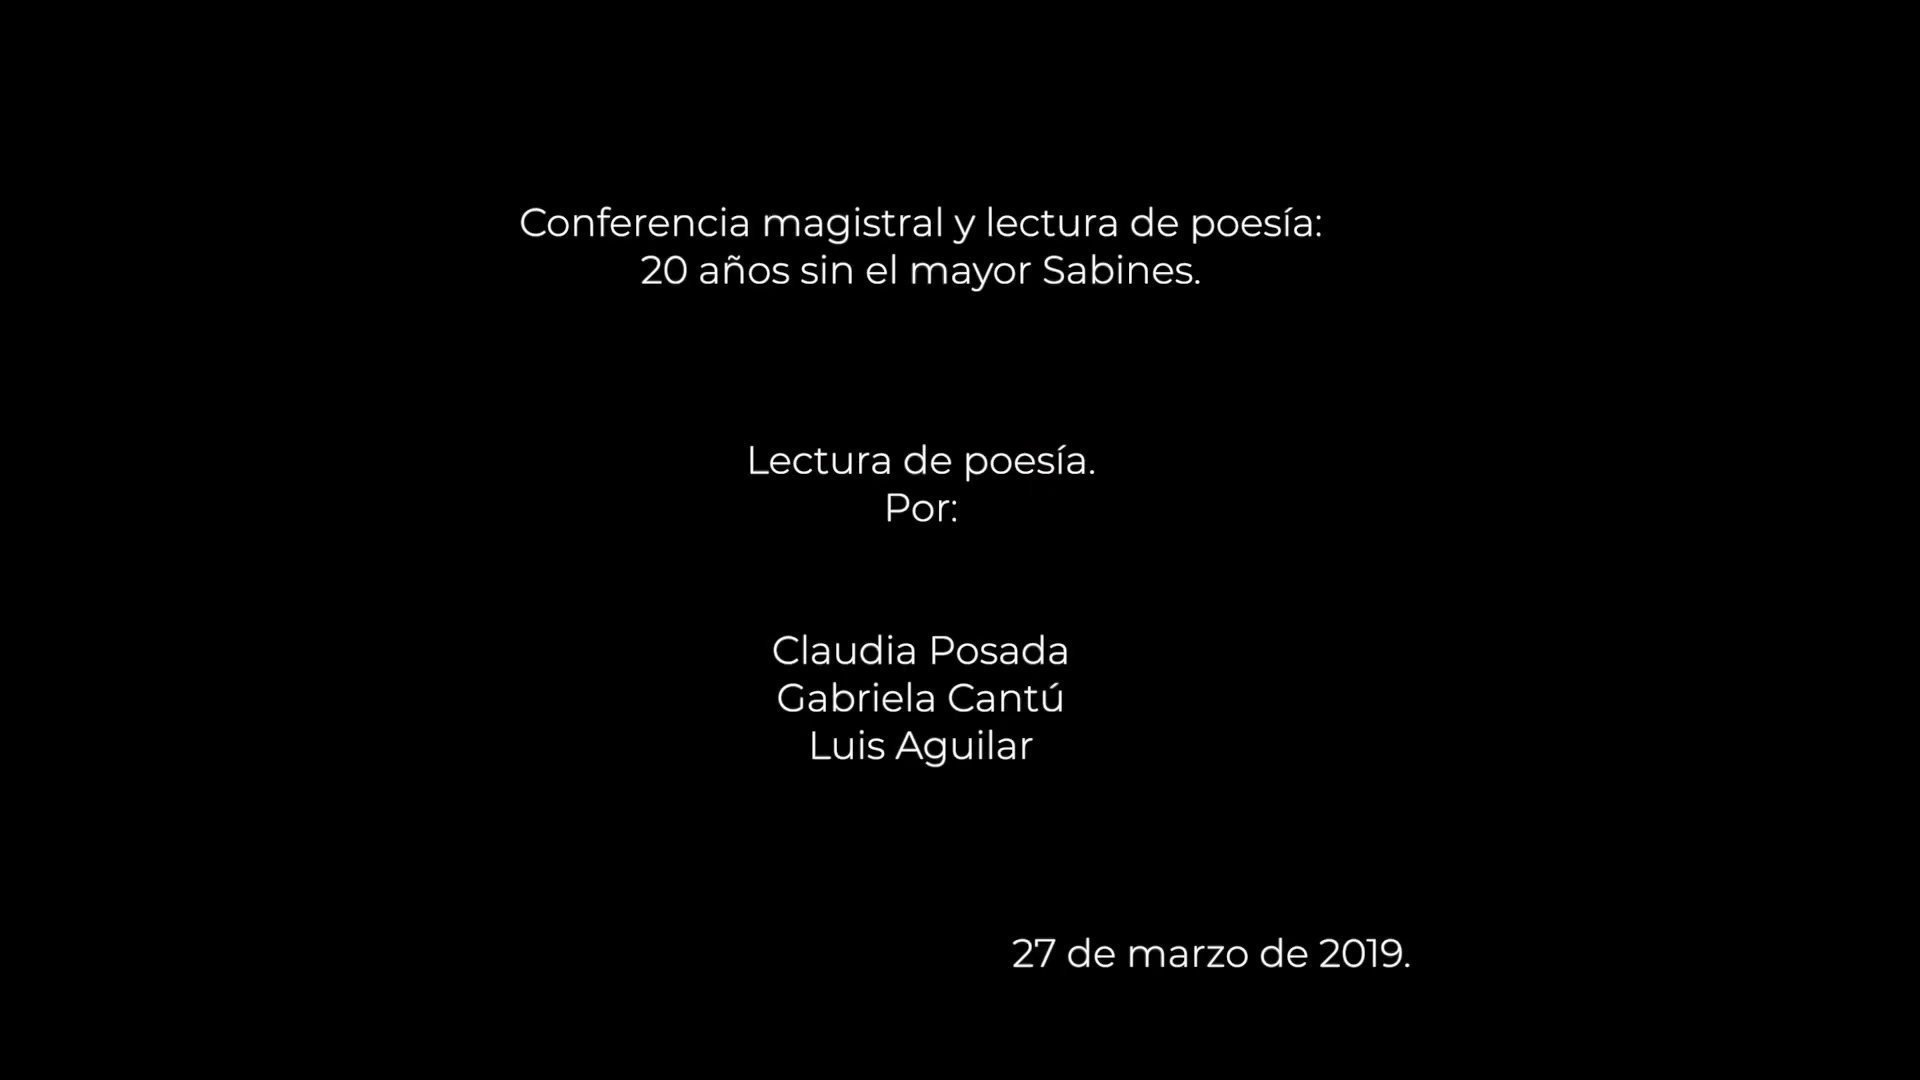 Conferencia magistral y lectura de poesía:
20 años sin el mayor Sabines.
Lectura de poesía.
Por:
Claudia Posada
Gabriela Cantú
Luis Aguilar
27 de marzo de 2019.